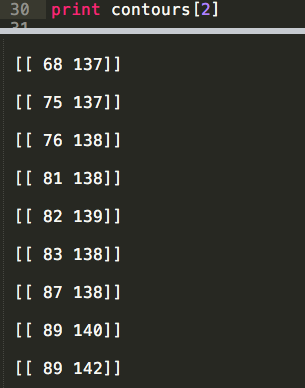 30 print contours[2]
31
[[ 68 137]]
[[ 75 137]]
[[ 76 138]]
[[ 81 138]]
[[ 82 139]]
[[ 83 138]]
[[ 87 138]]
[[ 89 140]]
[[ 89 142]]